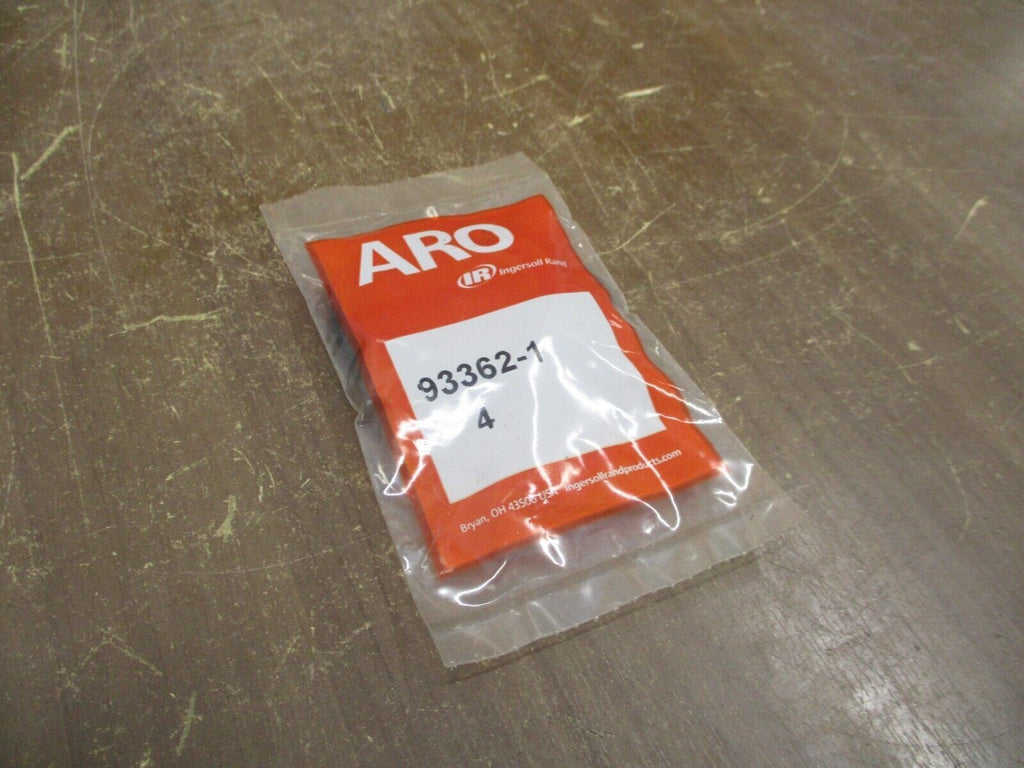 ARO
IR Ingersoll Rand
93362-1
4
Bryan, OH 43506 USA ingersollrandproducts.com